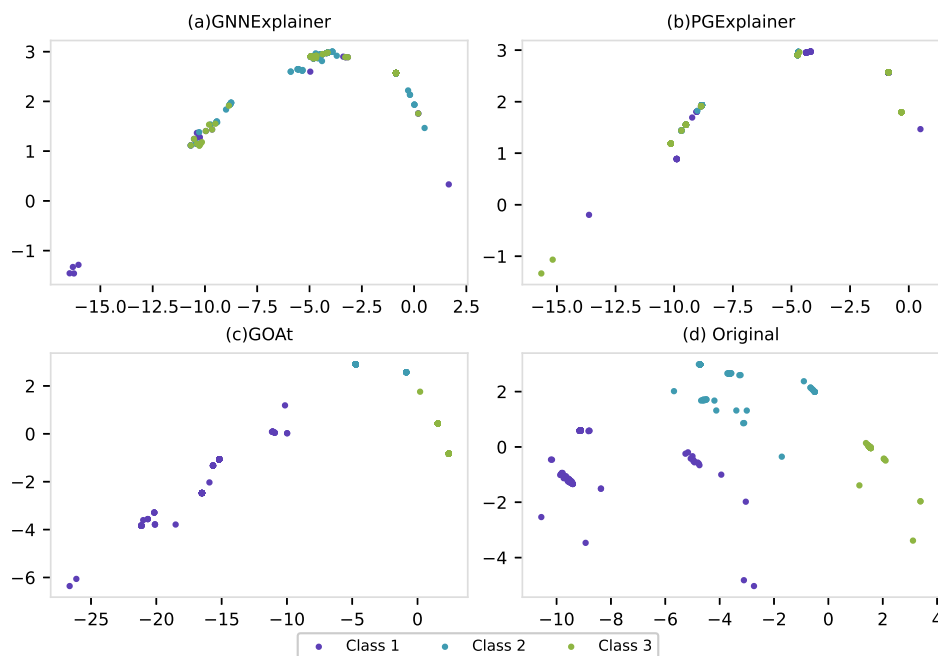 (a)GNNExplainer
(b)PGExplainer
3
2
1
0
−1
−15.0 −12.5 −10.0 −7.5 −5.0 −2.5 0.0 2.5
3
2
1
0
−1
−15.0 −12.5 −10.0 −7.5 −5.0 −2.5 0.0
(c)GOAt
(d) Original
2
0
−2
−4
−6
−25 −20 −15 −10 −5 0
2
0
−2
−4
−10 −8 −6 −4 −2 0 2 4
Class 1 Class 2 Class 3